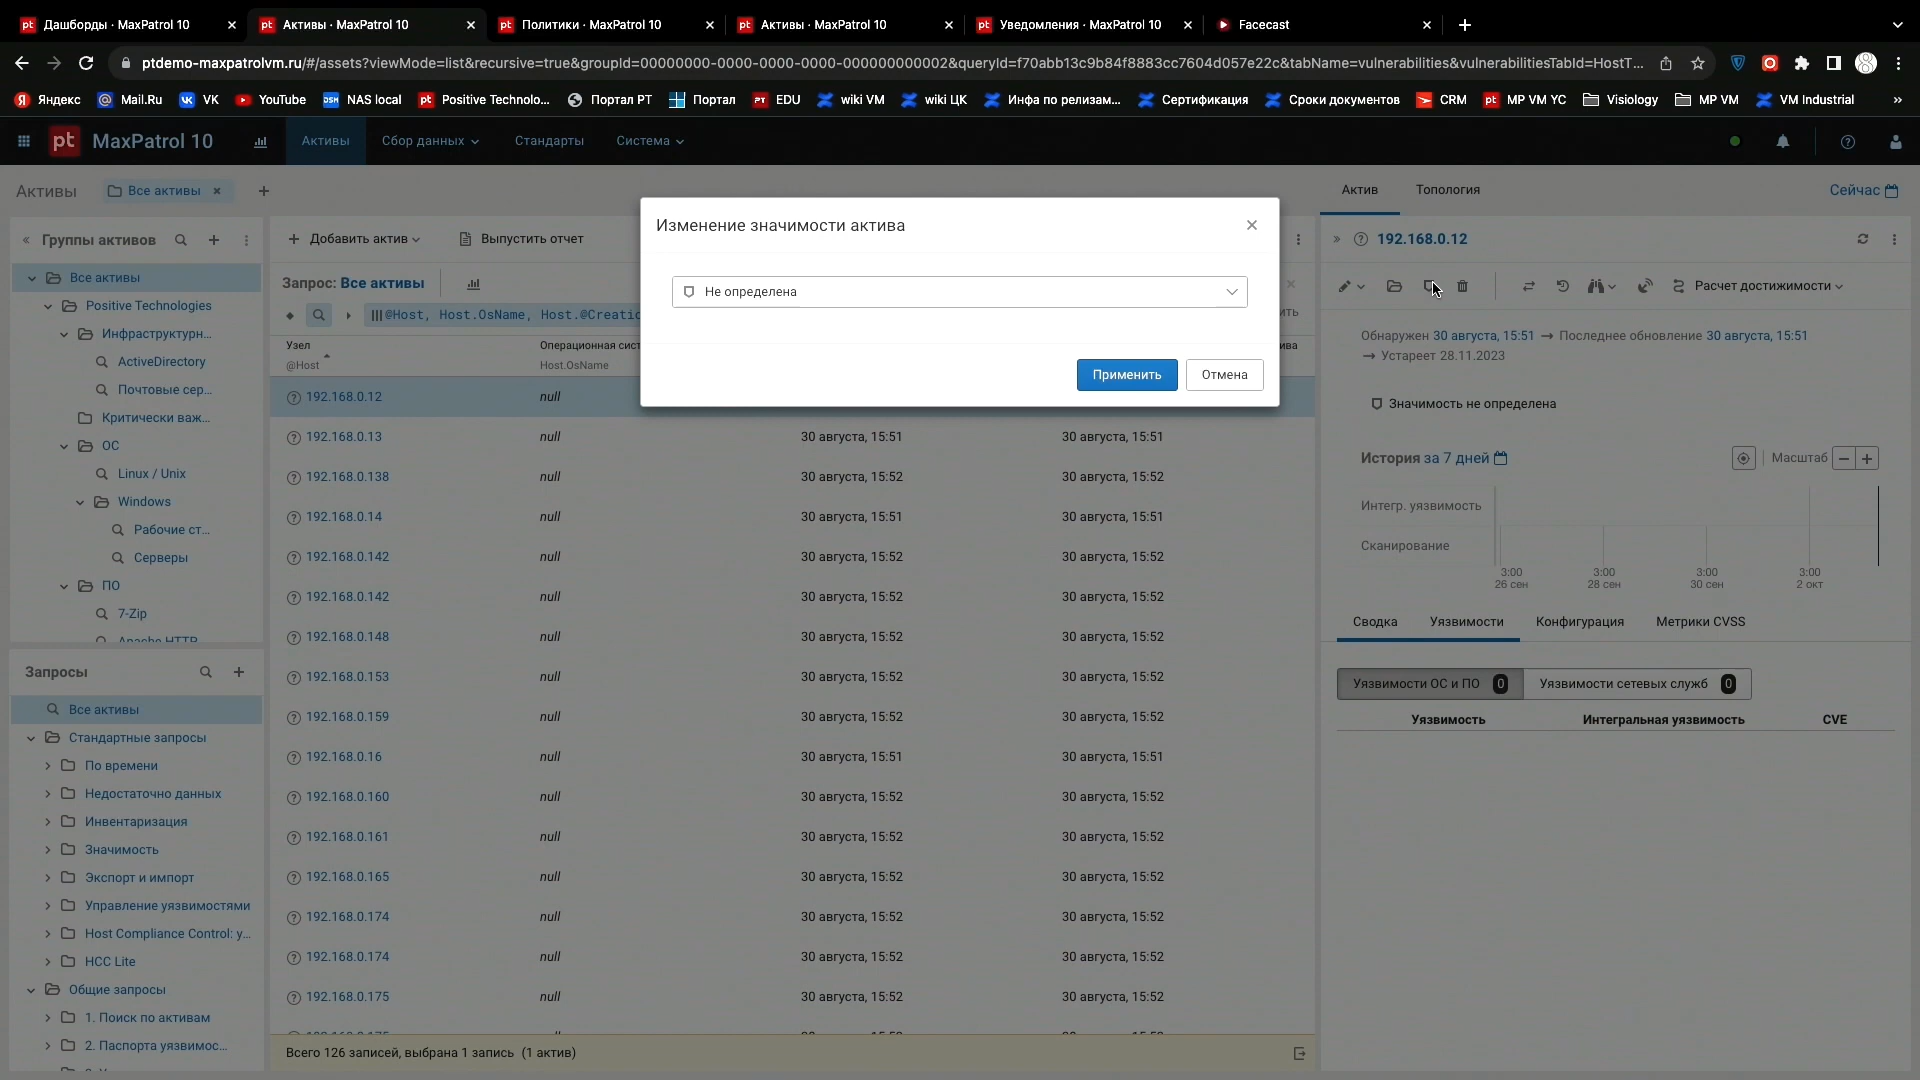 Дашборды · MaxPatrol 10
Активы · MaxPatrol 10
Политики · MaxPatrol 10
Активы · MaxPatrol 10
Уведомления · MaxPatrol 10
Facecast
ptdemo-maxpatrolvm.ru/#/assets?viewMode=list&recursive=true&groupId=00000000-0000-0000-0000-000000000002&queryId=f70abb13c9b84f8883cc7604d057e22c&tabName=vulnerabilities&vulnerabilitiesTabId=HostT...
Яндекс
Mail.Ru
VK
YouTube
NAS local
Positive Technolo...
Портал РТ
Портал
EDU
wiki VM
wiki ЦК
Инфа по релизам...
Сертификация
Сроки документов
CRM
MP VM YC
Visiology
MP VM
VM Industrial
pt MaxPatrol 10
Активы
Сбор данных
Стандарты
Система
Активы
Все активы
Актив
Топология
Сейчас
Группы активов
Все активы
Positive Technologies
Инфраструктурн...
ActiveDirectory
Почтовые сер...
Критически важ...
ОС
Linux / Unix
Windows
Рабочие ст...
Серверы
ПО
7-Zip
Apache HTTP
Запросы
Все активы
Стандартные запросы
По времени
Недостаточно данных
Инвентаризация
Значимость
Экспорт и импорт
Управление уязвимостями
Host Compliance Control: у...
HCC Lite
Общие запросы
1. Поиск по активам
2. Паспорта уязвимос...
Добавить актив
Выпустить отчет
Запрос: Все активы
@Host, Host.OsName, Host.@Creatio
Узел
@Host
Операционная сист
Host.OsName
192.168.0.12 null
192.168.0.13 null 30 августа, 15:51 30 августа, 15:51
192.168.0.138 null 30 августа, 15:52 30 августа, 15:52
192.168.0.14 null 30 августа, 15:51 30 августа, 15:51
192.168.0.142 null 30 августа, 15:52 30 августа, 15:52
192.168.0.142 null 30 августа, 15:52 30 августа, 15:52
192.168.0.148 null 30 августа, 15:52 30 августа, 15:52
192.168.0.153 null 30 августа, 15:52 30 августа, 15:52
192.168.0.159 null 30 августа, 15:52 30 августа, 15:52
192.168.0.16 null 30 августа, 15:51 30 августа, 15:51
192.168.0.160 null 30 августа, 15:52 30 августа, 15:52
192.168.0.161 null 30 августа, 15:52 30 августа, 15:52
192.168.0.165 null 30 августа, 15:52 30 августа, 15:52
192.168.0.174 null 30 августа, 15:52 30 августа, 15:52
192.168.0.174 null 30 августа, 15:52 30 августа, 15:52
192.168.0.175 null 30 августа, 15:52 30 августа, 15:52
Всего 126 записей, выбрана 1 запись (1 актив)
Изменение значимости актива
Не определена
Применить
Отмена
192.168.0.12
Расчет достижимости
Обнаружен 30 августа, 15:51 → Последнее обновление 30 августа, 15:51
→ Устареет 28.11.2023
Значимость не определена
История за 7 дней
Масштаб
Интегр. уязвимость
Сканирование
3:00 3:00 3:00 3:00
26 сен 28 сен 30 сен 2 окт
Сводка
Уязвимости
Конфигурация
Метрики CVSS
Уязвимости ОС и ПО 0
Уязвимости сетевых служб 0
Уязвимость
Интегральная уязвимость
CVE